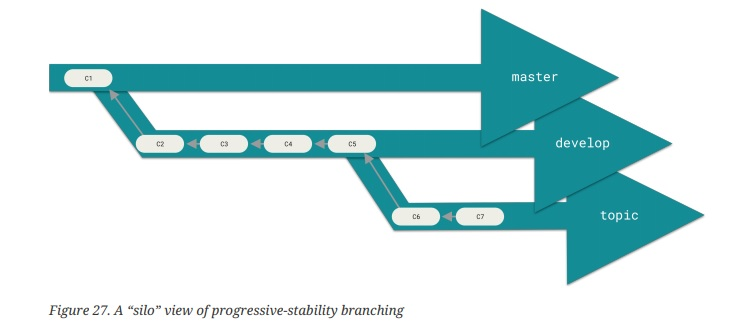 C1
master
C2
C3
C4
C5
develop
C6
C7
topic
Figure 27. A “silo” view of progressive-stability branching